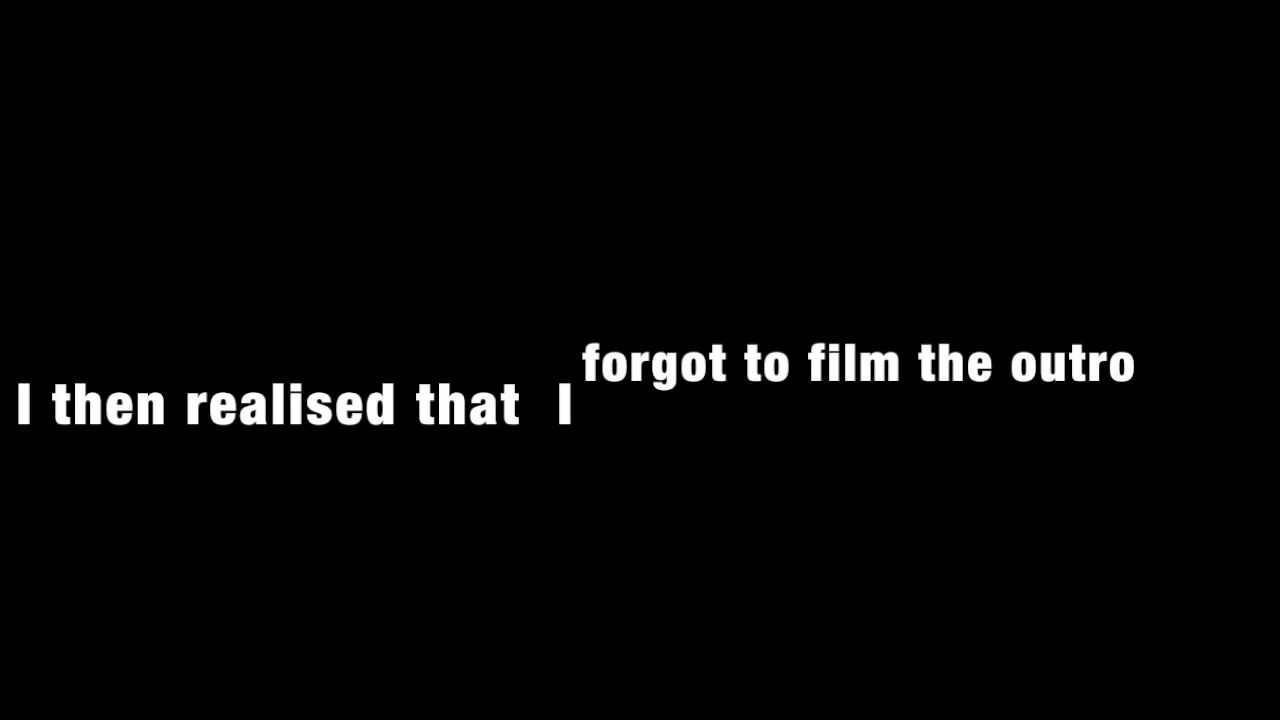 I then realised that I
forgot to film the outro